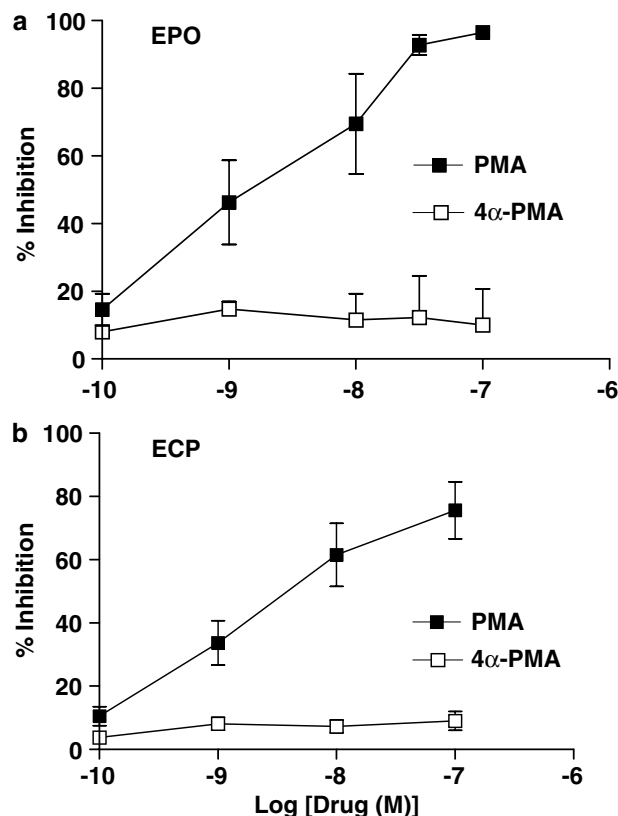 a
EPO
% Inhibition
100
80
60
40
20
0
PMA
4α-PMA
-10 -9 -8 -7 -6
b
ECP
% Inhibition
100
80
60
40
20
0
PMA
4α-PMA
-10 -9 -8 -7 -6
Log [Drug (M)]